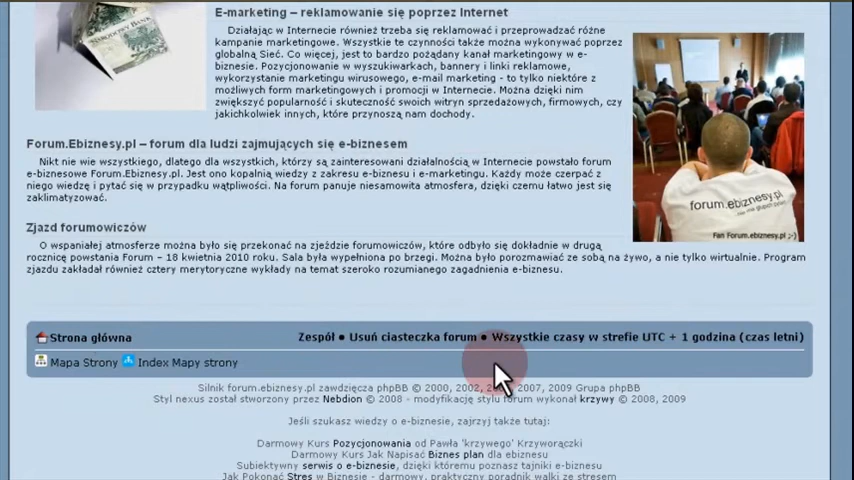 E-marketing – reklamowanie się poprzez Internet
Działając w Internecie również trzeba się reklamować i przeprowadzać różne
kampanie marketingowe. Wszystkie te czynności także można wykonywać poprzez
globalną Sieć. Co więcej, jest to bardzo pożądany kanał marketingowy w e-
biznesie. Pozycjonowanie w wyszukiwarkach, bannery i linki reklamowe,
wykorzystanie marketingu wirusowego, e-mail marketing - to tylko niektóre z
możliwych form marketingowych i promocji w Internecie. Można dzięki nim
zwiększyć popularność i skuteczność swoich witryn sprzedażowych, firmowych, czy
jakichkolwiek innych, które przynoszą nam dochody.
Forum.Ebiznesy.pl – forum dla ludzi zajmujących się e-biznesem
Nikt nie wie wszystkiego, dlatego dla wszystkich, którzy są zainteresowani działalnością w Internecie powstało forum
e-biznesowe Forum.Ebiznesy.pl. Jest ono kopalnią wiedzy z zakresu e-biznesu i e-marketingu. Każdy może czerpać z
niego wiedzę i pytać się w przypadku wątpliwości. Na forum panuje niesamowita atmosfera, dzięki czemu łatwo jest się
zaklimatyzować.
forum.ebiznesy.pl
Fan Forum.ebiznesy.pl ;-)
Zjazd forumowiczów
O wspaniałej atmosferze można było się przekonać na zjeździe forumowiczów, które odbyło się dokładnie w drugą
rocznicę powstania Forum – 18 kwietnia 2010 roku. Sala była wypełniona po brzegi. Można było porozmawiać ze sobą na żywo, a nie tylko wirtualnie. Program
zjazdu zakładał również cztery merytoryczne wykłady na temat szeroko rozumianego zagadnienia e-biznesu.
Strona główna
Zespół • Usuń ciasteczka forum • Wszystkie czasy w strefie UTC + 1 godzina (czas letni)
Mapa Strony Index Mapy strony
Silnik forum.ebiznesy.pl zawdzięcza phpBB © 2000, 2002, 2007, 2009 Grupa phpBB
Styl nexus został stworzony przez Nebdion © 2008 - modyfikację stylu forum wykonał krzywy © 2008, 2009
Jeśli szukasz wiedzy o e-biznesie, zajrzyj także tutaj:
Darmowy Kurs Pozycjonowania od Pawła 'krzywego' Krzyworączki
Darmowy Kurs Jak Napisać Biznes plan dla ebiznesu
Subiektywny serwis o e-biznesie, dzięki któremu poznasz tajniki e-biznesu
Jak Pokonać Stres w Biznesie - darmowy, praktyczny poradnik walki ze stresem